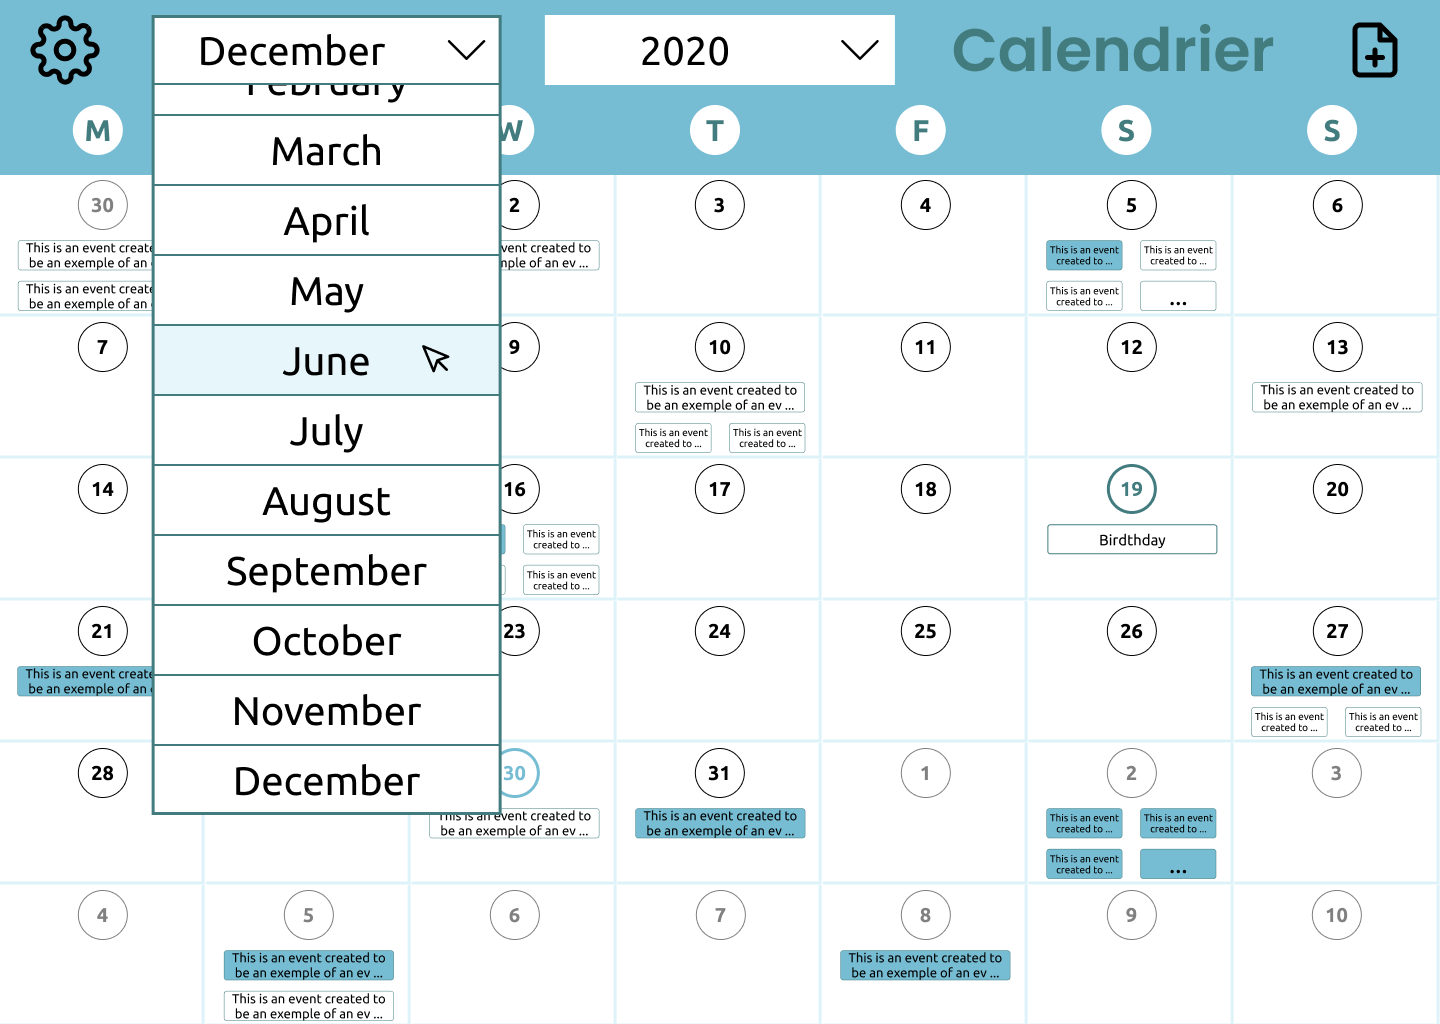 December
2020
Calendrier
February
March
April
May
June
July
August
September
October
November
December
M
W
T
F
S
S
30
This is an event create
be an exemple of an
This is an event create
be an exemple of an
2
vent created to
mple of an ev ...
3
4
5
This is an event
created to ...
This is an event
created to ...
This is an event
created to ...
...
6
7
9
10
This is an event created to
be an exemple of an ev ...
This is an event
created to ...
This is an event
created to ...
11
12
13
This is an event created to
be an exemple of an ev ...
14
16
This is an event
created to ...
This is an event
created to ...
17
18
19
Birdthday
20
21
This is an event create
be an exemple of an
23
24
25
26
27
This is an event created to
be an exemple of an ev ...
This is an event
created to ...
This is an event
created to ...
28
30
This is an event created to
be an exemple of an ev ...
31
This is an event created to
be an exemple of an ev ...
1
2
This is an event
created to ...
This is an event
created to ...
This is an event
created to ...
...
3
4
5
This is an event created to
be an exemple of an ev ...
This is an event created to
be an exemple of an ev ...
6
7
8
This is an event created to
be an exemple of an ev ...
9
10